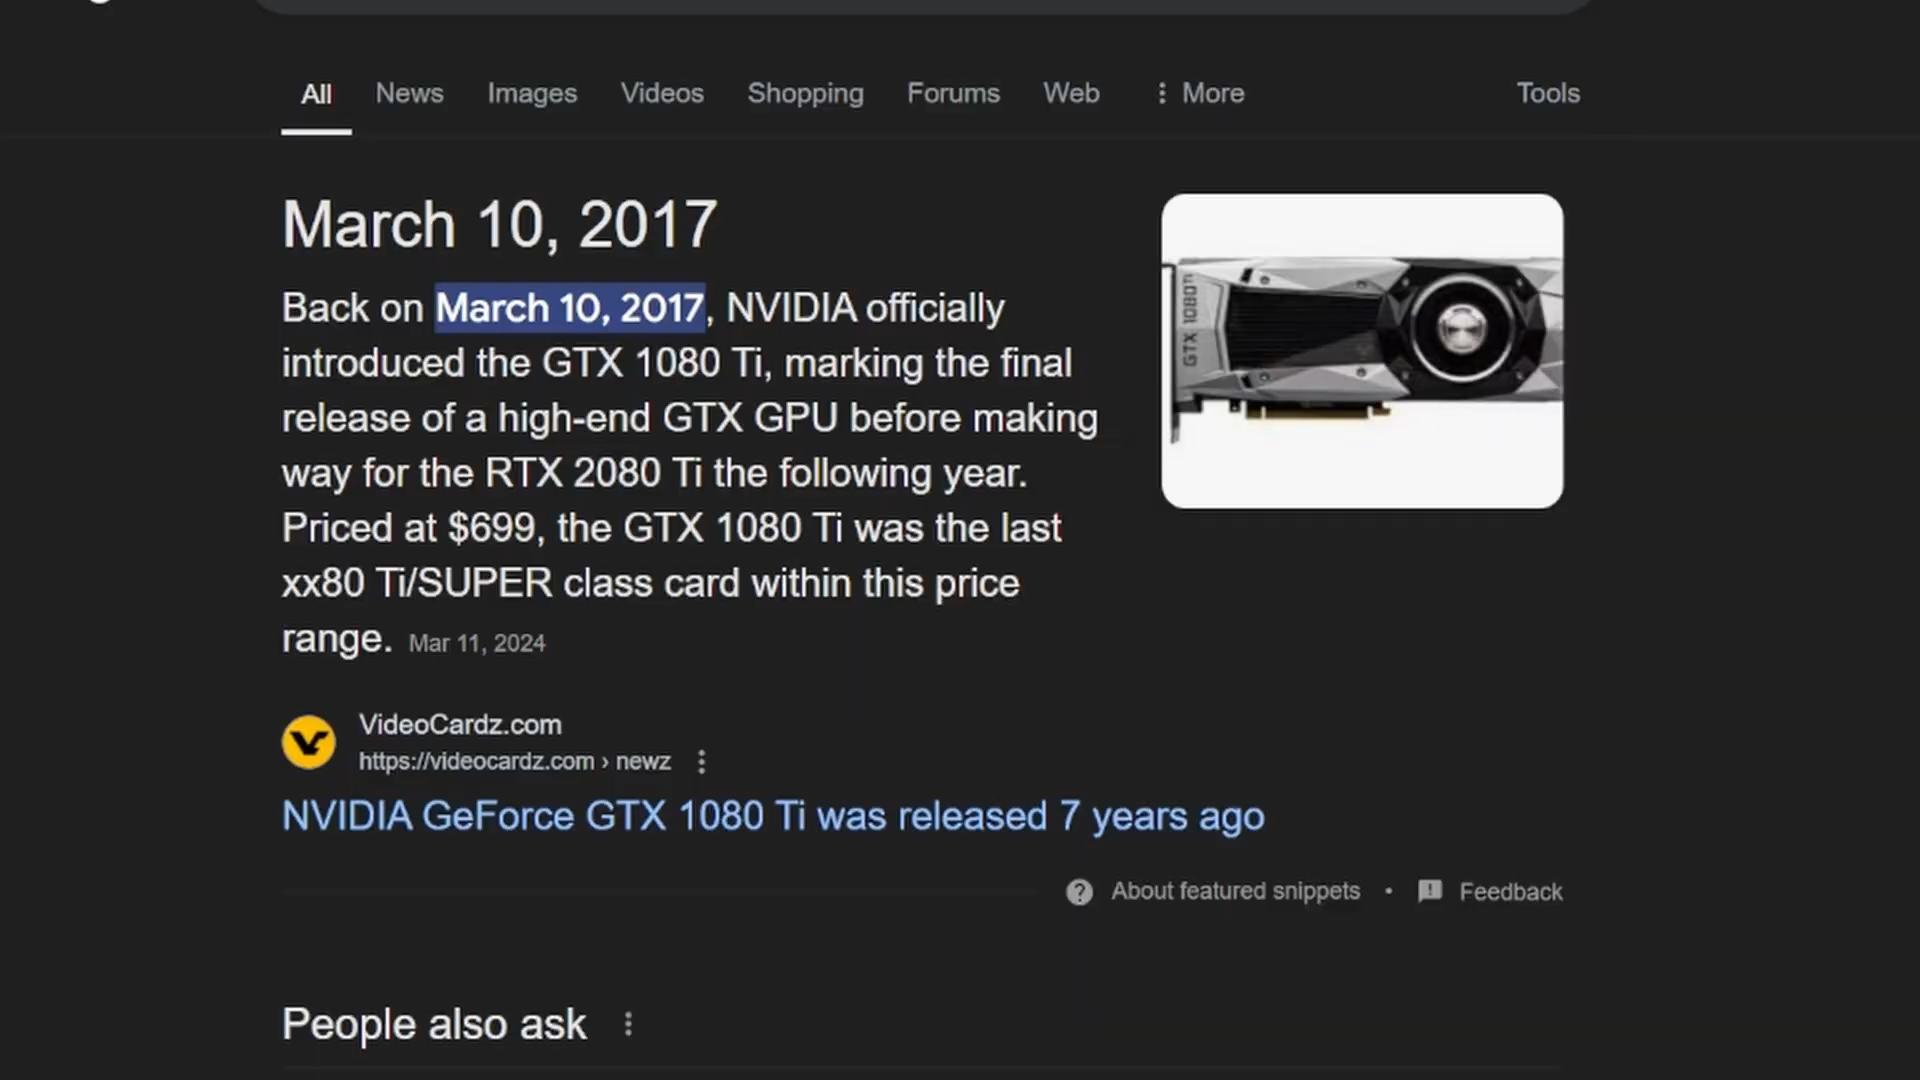 All News Images Videos Shopping Forums Web More Tools
March 10, 2017
Back on March 10, 2017, NVIDIA officially
introduced the GTX 1080 Ti, marking the final
release of a high-end GTX GPU before making
way for the RTX 2080 Ti the following year.
Priced at $699, the GTX 1080 Ti was the last
xx80 Ti/SUPER class card within this price
range. Mar 11, 2024
GTX 1080 Ti
VideoCardz.com
https://videocardz.com › newz
NVIDIA GeForce GTX 1080 Ti was released 7 years ago
About featured snippets • Feedback
People also ask